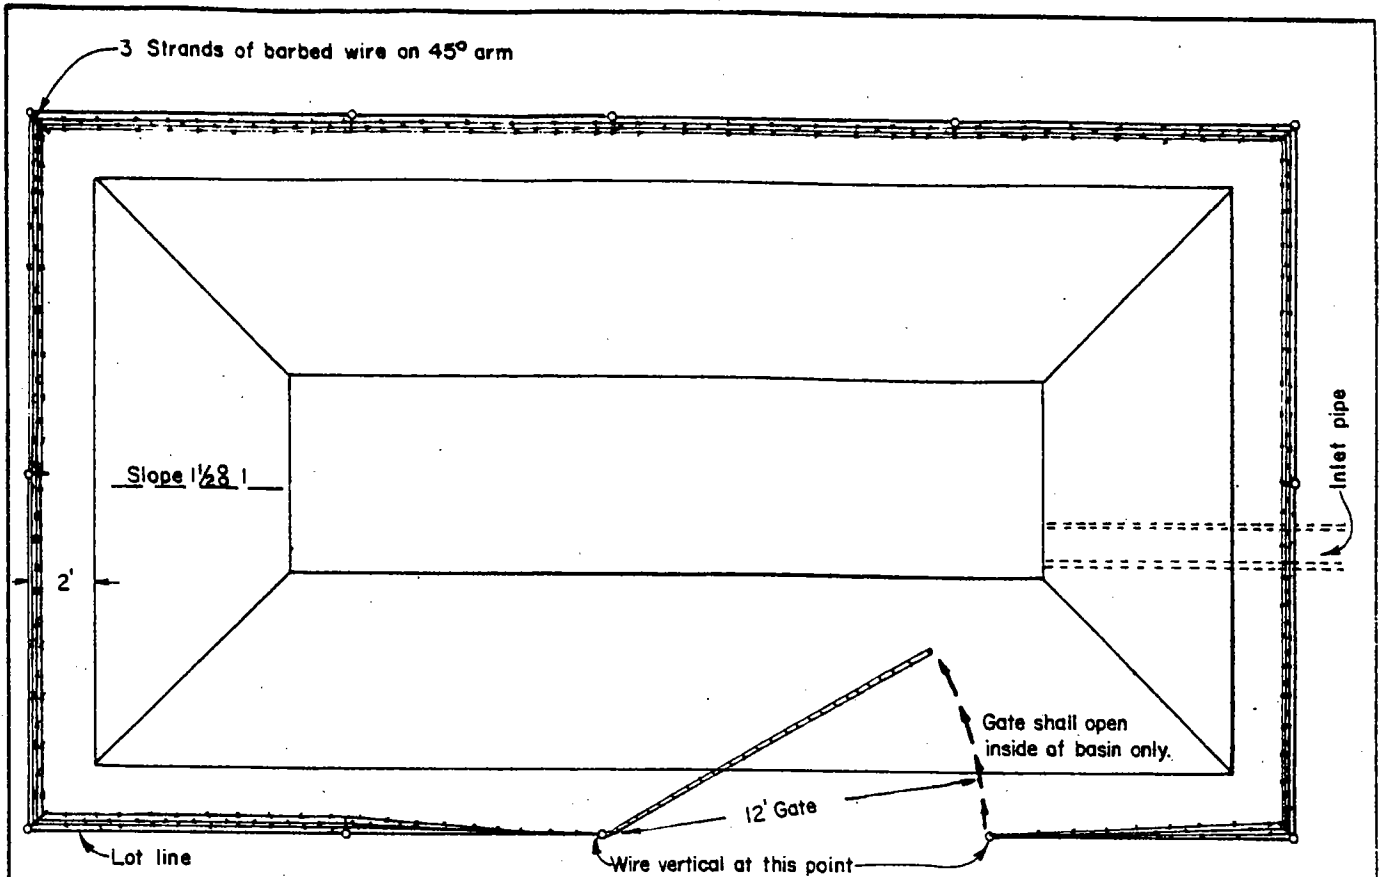 3 Strands of barbed wire on 45° arm
Slope 1½ 1
Inlet pipe
2'
Gate shall open
inside of basin only.
12' Gate
Lot line
Wire vertical at this point